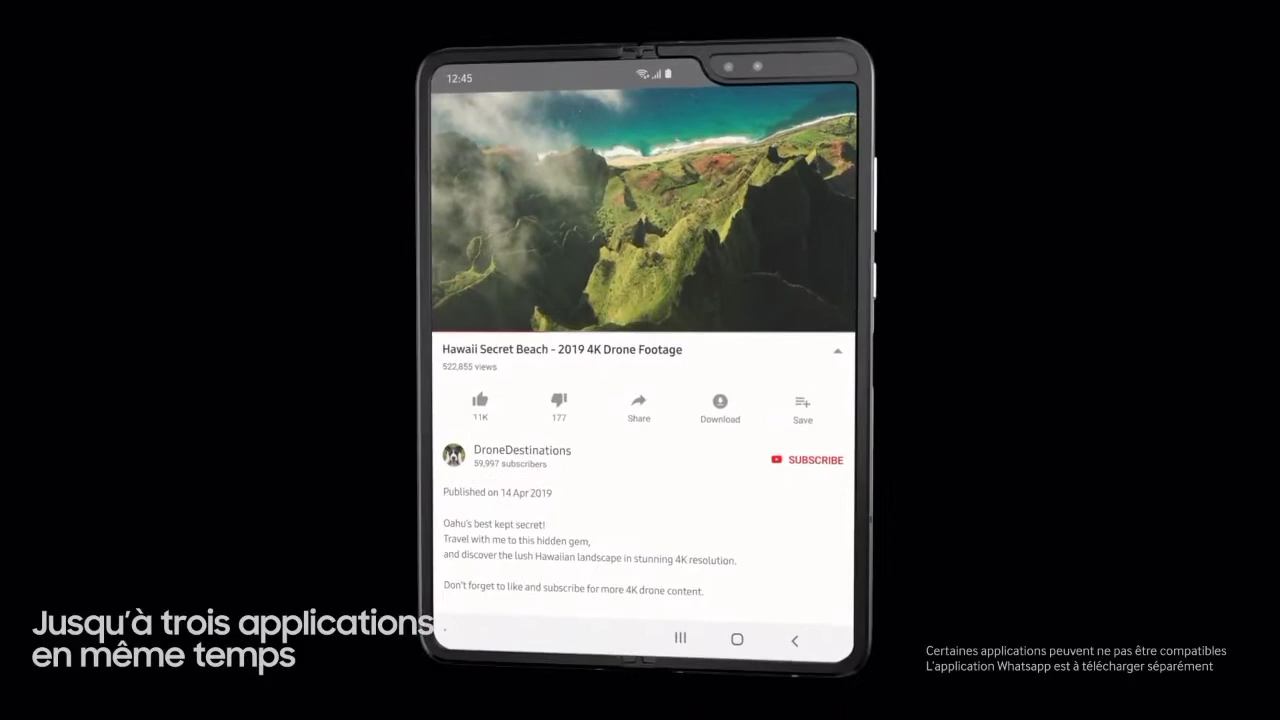 12:45
Hawaii Secret Beach - 2019 4K Drone Footage
522,855 views
11K
177
Share
Download
Save
DroneDestinations
59,997 subscribers
SUBSCRIBE
Published on 14 Apr 2019
Oahu's best kept secret!
Travel with me to this hidden gem,
and discover the lush Hawaiian landscape in stunning 4K resolution.
Don't forget to like and subscribe for more 4K drone content.
Jusqu'à trois applications
en même temps
Certaines applications peuvent ne pas être compatibles
L'application Whatsapp est à télécharger séparément